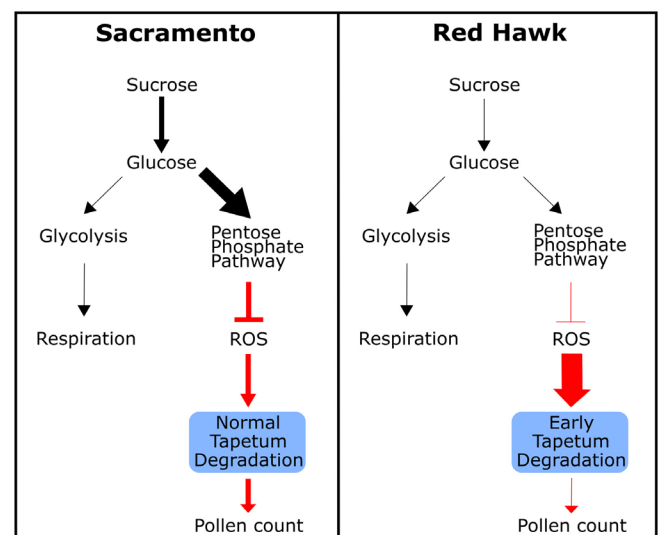 Sacramento
Sucrose
Glucose
Glycolysis
Pentose
Phosphate
Pathway
Respiration
ROS
Normal
Tapetum
Degradation
Pollen count
Red Hawk
Sucrose
Glucose
Glycolysis
Pentose
Phosphate
Pathway
Respiration
ROS
Early
Tapetum
Degradation
Pollen count